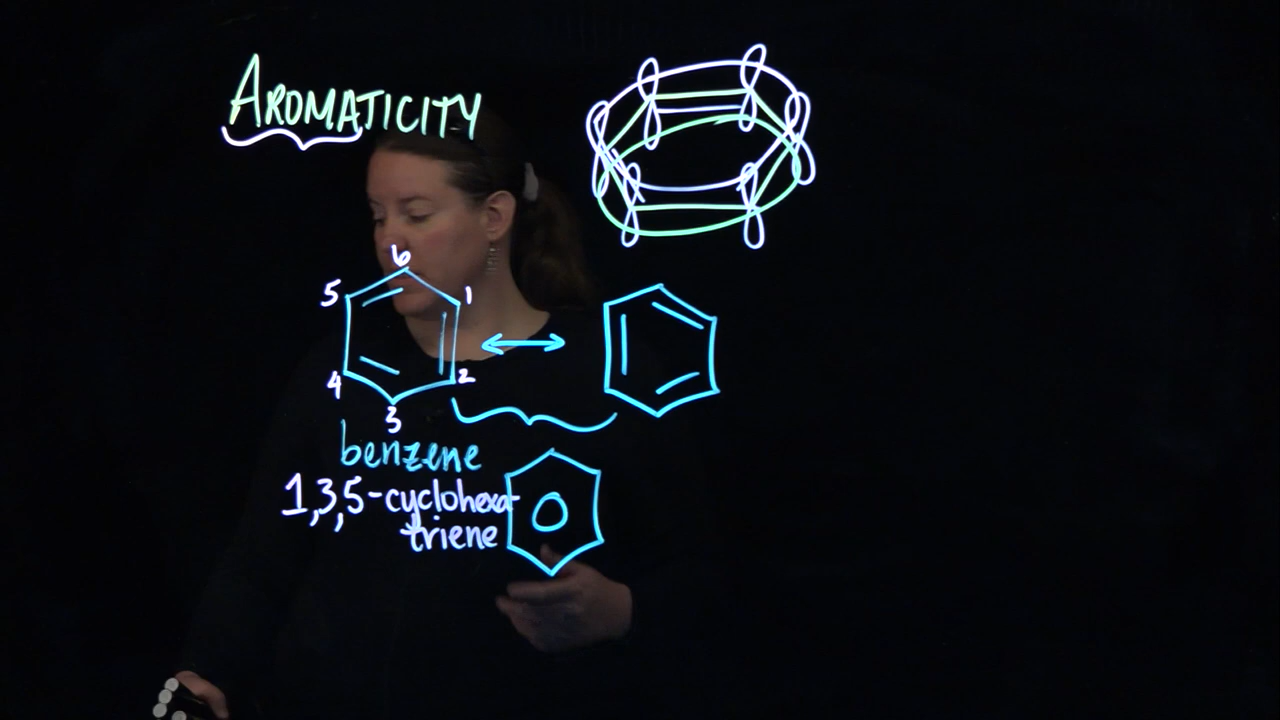 AROMATICITY
6
5
1
4
2
3
benzene
1,3,5-cyclohexa-
triene